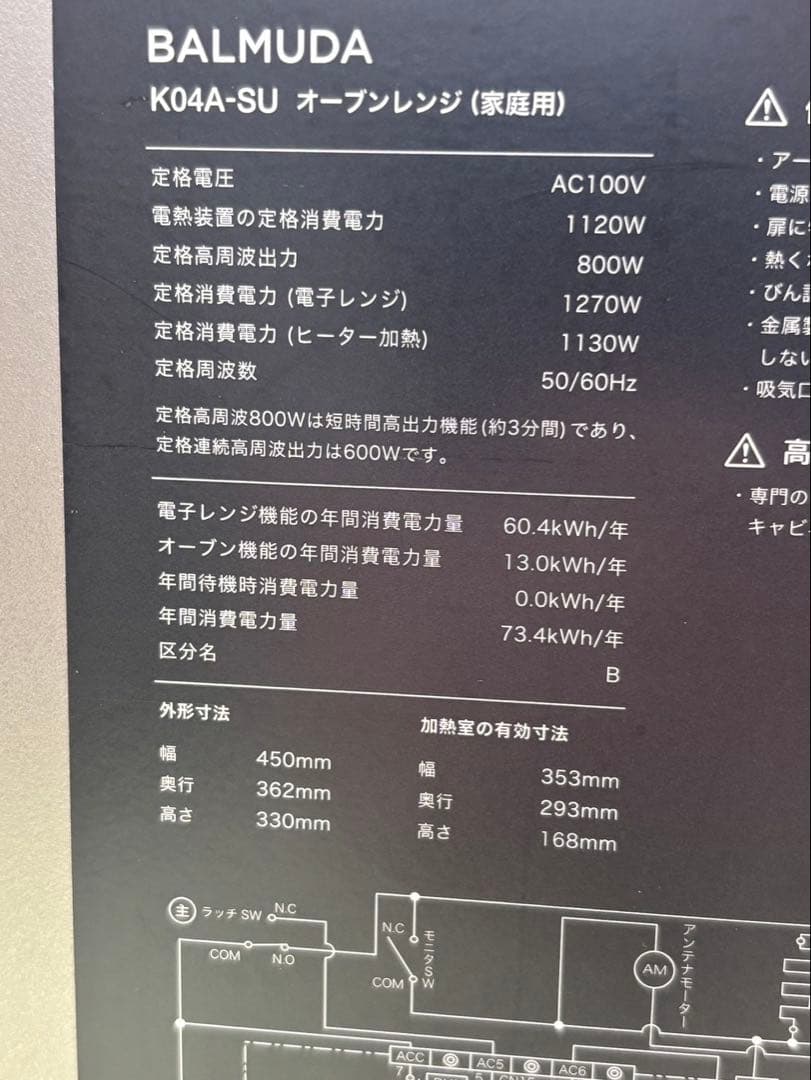 BALMUDA
K04A-SU オーブンレンジ (家庭用)
定格電圧 AC100V
電熱装置の定格消費電力 1120W
定格高周波出力 800W
定格消費電力 (電子レンジ) 1270W
定格消費電力 (ヒーター加熱) 1130W
定格周波数 50/60Hz
定格高周波800Wは短時間高出力機能(約3分間)であり、
定格連続高周波出力は600Wです。
電子レンジ機能の年間消費電力量 60.4kWh/年
オーブン機能の年間消費電力量 13.0kWh/年
年間待機時消費電力量 0.0kWh/年
年間消費電力量 73.4kWh/年
区分名 B
外形寸法
幅 450mm
奥行 362mm
高さ 330mm
加熱室の有効寸法
幅 353mm
奥行 293mm
高さ 168mm
・アー
・電源
・扉に
・熱く
・びん
・金属
しない
・吸気口
高
・専門の
キャビ
主 ラッチSW N.C
COM N.O
N.C
モニタSW
COM
AM
アンテナモーター
ACC AC5 AC6
7 5